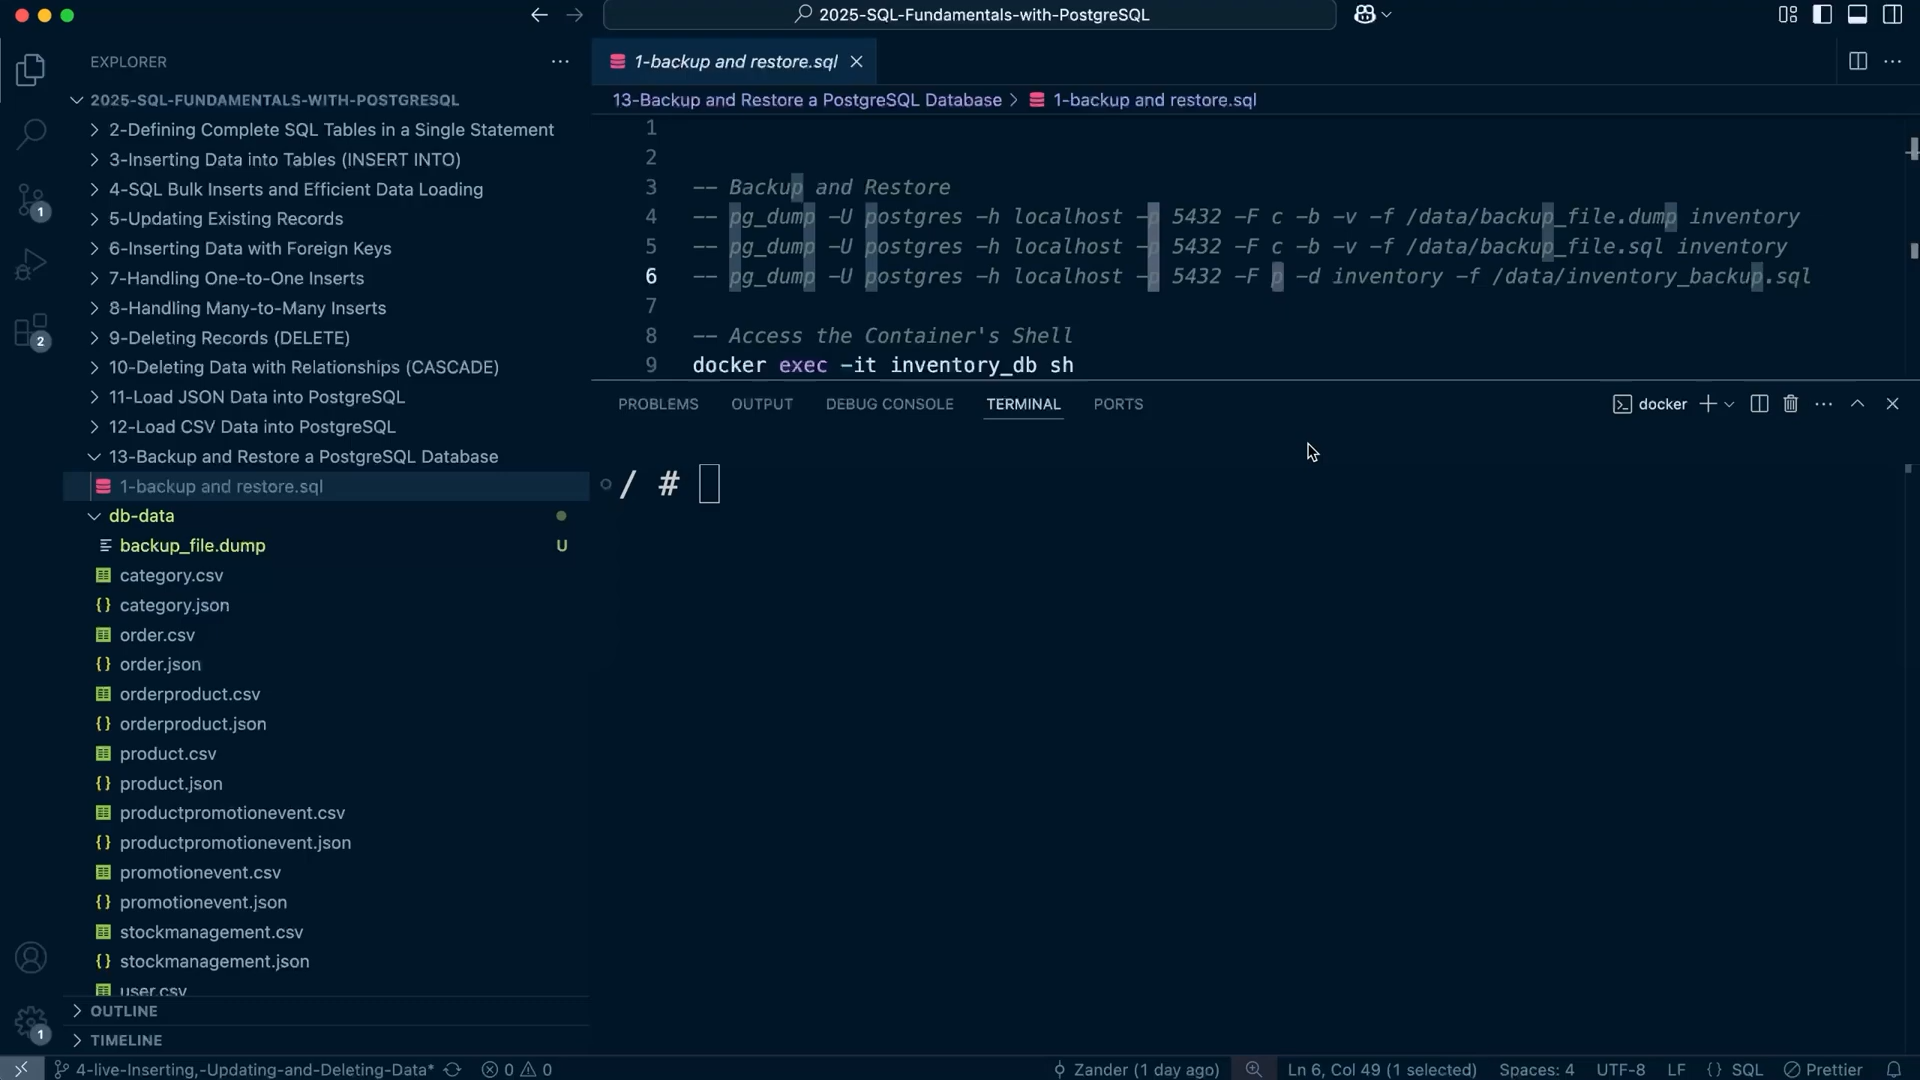 2025-SQL-Fundamentals-with-PostgreSQL
EXPLORER
2025-SQL-FUNDAMENTALS-WITH-POSTGRESQL
2-Defining Complete SQL Tables in a Single Statement
3-Inserting Data into Tables (INSERT INTO)
4-SQL Bulk Inserts and Efficient Data Loading
5-Updating Existing Records
6-Inserting Data with Foreign Keys
7-Handling One-to-One Inserts
8-Handling Many-to-Many Inserts
9-Deleting Records (DELETE)
10-Deleting Data with Relationships (CASCADE)
11-Load JSON Data into PostgreSQL
12-Load CSV Data into PostgreSQL
13-Backup and Restore a PostgreSQL Database
1-backup and restore.sql
db-data
backup_file.dump U
category.csv
category.json
order.csv
order.json
orderproduct.csv
orderproduct.json
product.csv
product.json
productpromotionevent.csv
productpromotionevent.json
promotionevent.csv
promotionevent.json
stockmanagement.csv
stockmanagement.json
user.csv
OUTLINE
TIMELINE
1
2
1
1-backup and restore.sql
13-Backup and Restore a PostgreSQL Database > 1-backup and restore.sql
1
2
3 -- Backup and Restore
4 -- pg_dump -U postgres -h localhost -p 5432 -F c -b -v -f /data/backup_file.dump inventory
5 -- pg_dump -U postgres -h localhost -p 5432 -F c -b -v -f /data/backup_file.sql inventory
6 -- pg_dump -U postgres -h localhost -p 5432 -F p -d inventory -f /data/inventory_backup.sql
7
8 -- Access the Container's Shell
9 docker exec -it inventory_db sh
PROBLEMS OUTPUT DEBUG CONSOLE TERMINAL PORTS docker
/ #
4-live-Inserting,-Updating-and-Deleting-Data* 0 0 Zander (1 day ago) Ln 6, Col 49 (1 selected) Spaces: 4 UTF-8 LF {} SQL Prettier